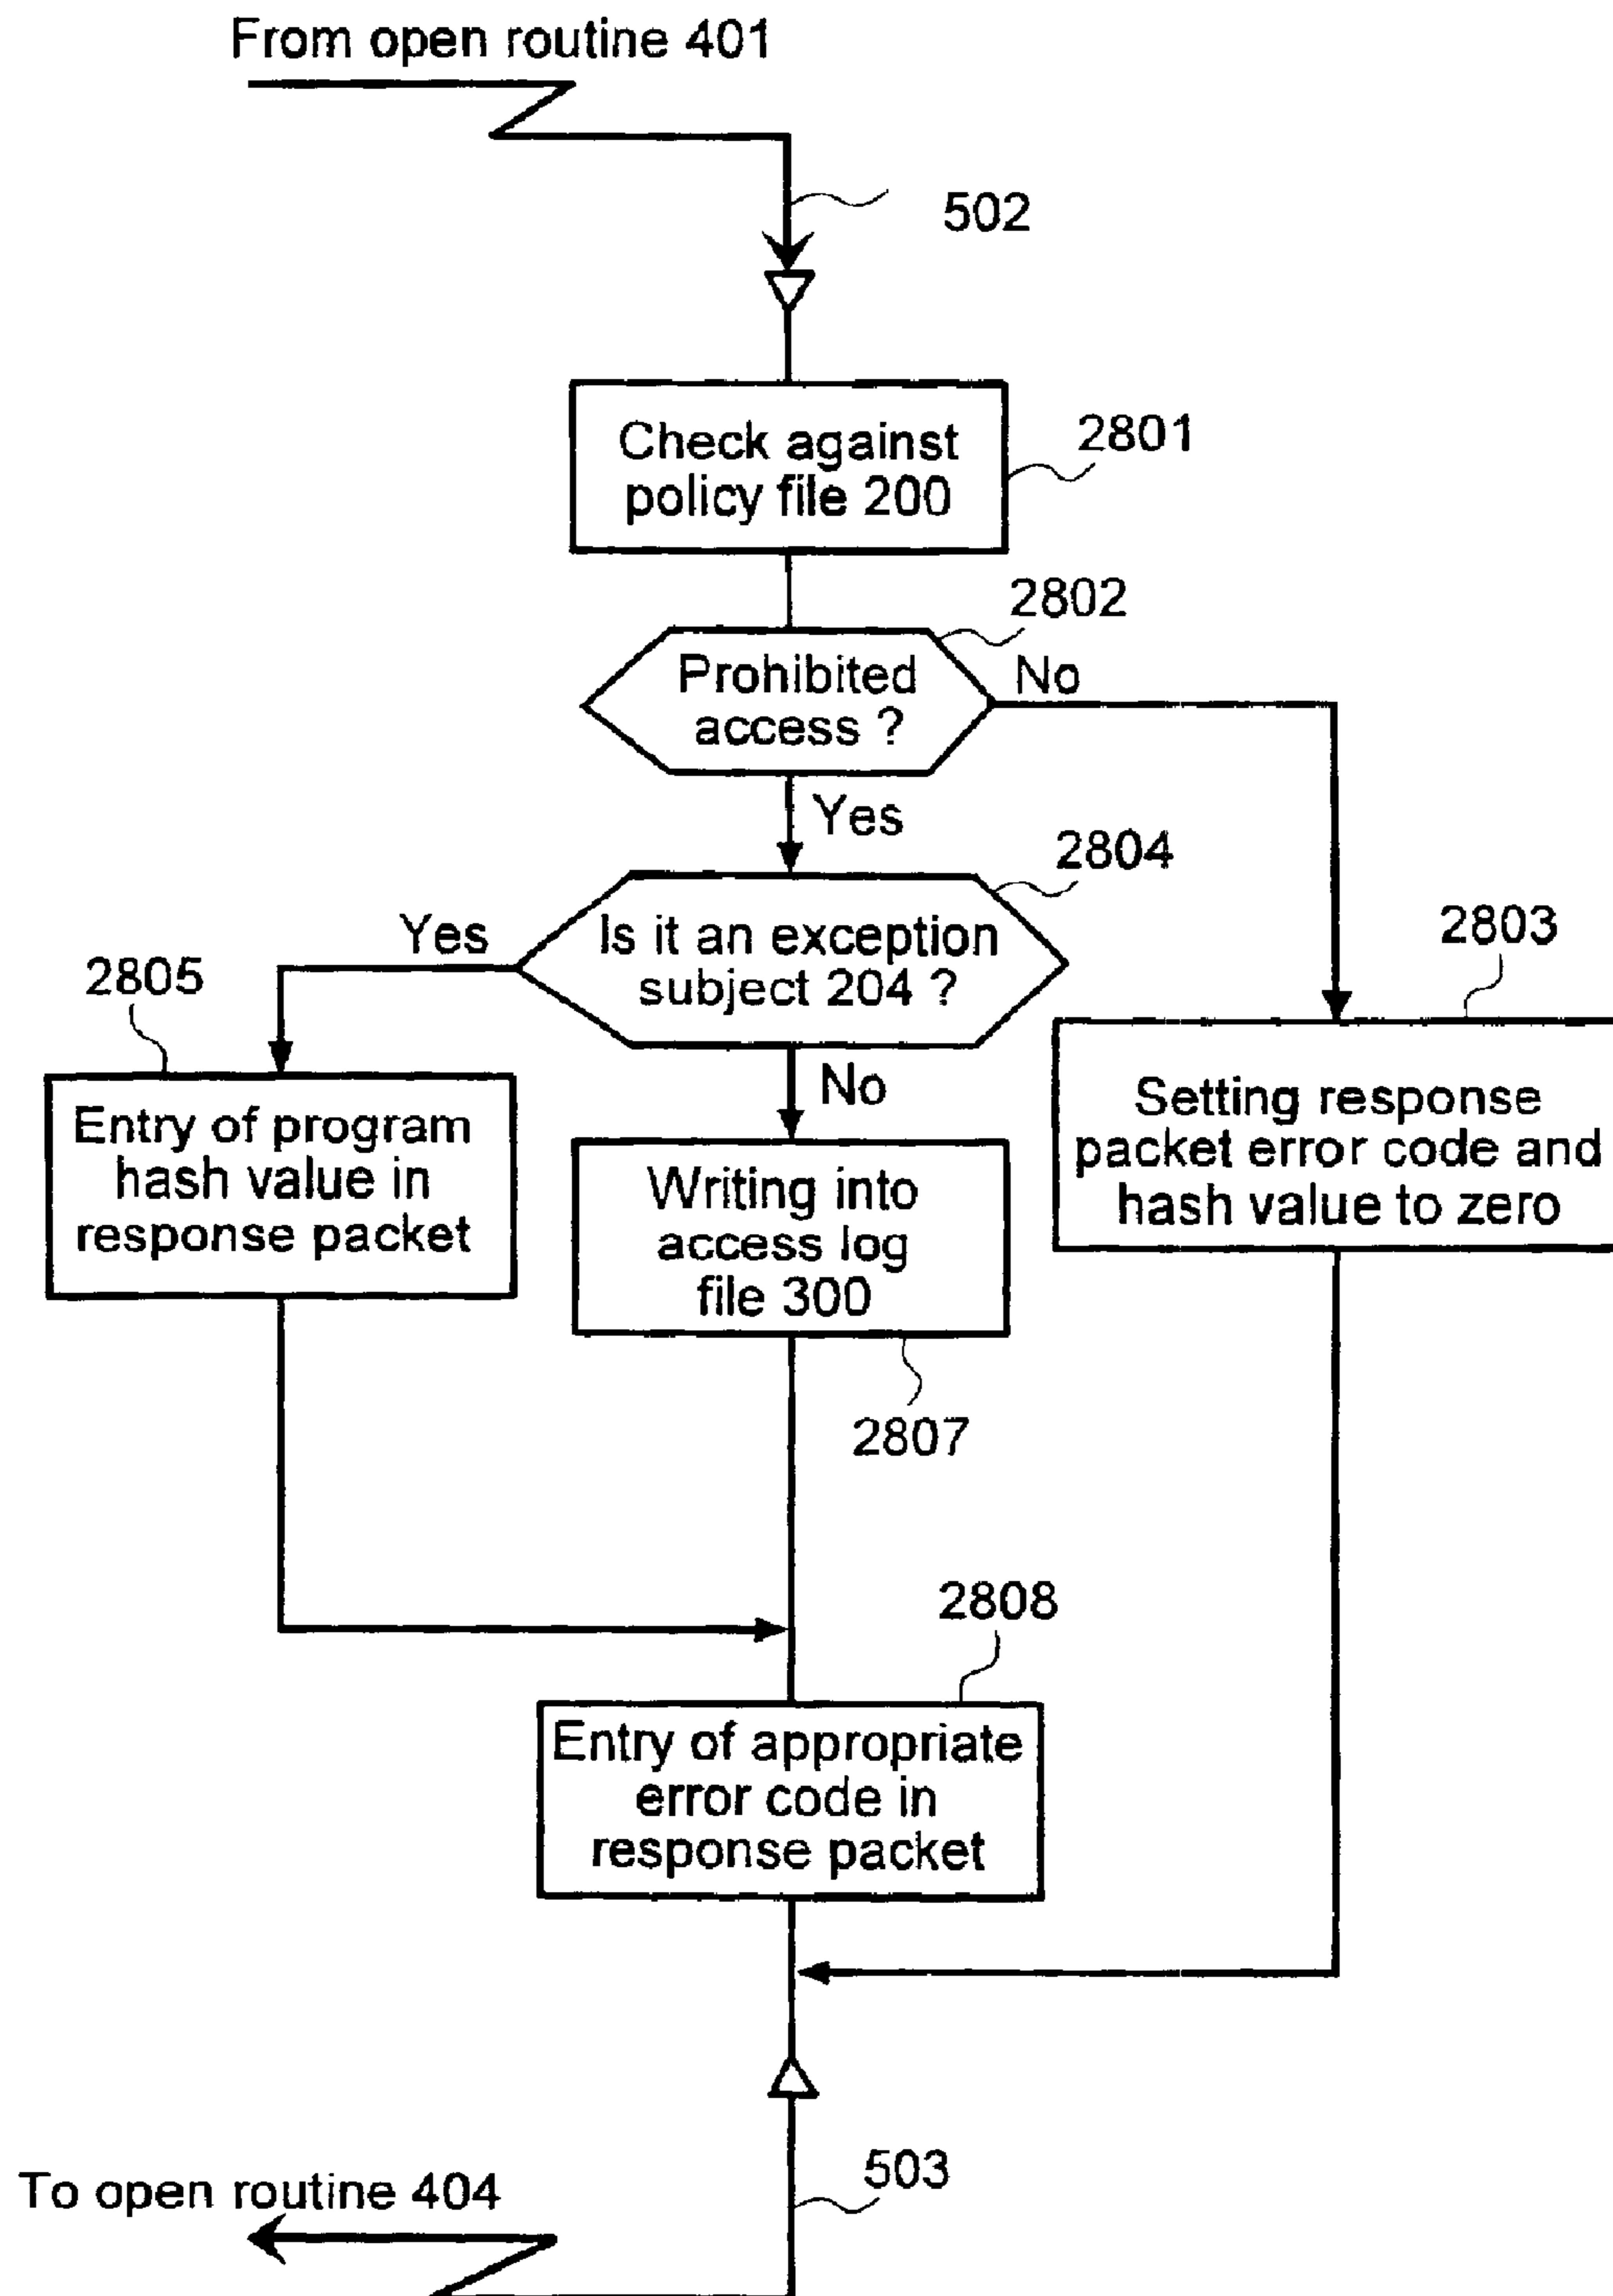 From open routine 401
502
Check against
policy file 200
2801
2802
Prohibited
access ?
No
Yes
2804
Is it an exception
subject 204 ?
Yes
2803
2805
No
Entry of program
hash value in
response packet
Writing into
access log
file 300
Setting response
packet error code and
hash value to zero
2807
2808
Entry of appropriate
error code in
response packet
503
To open routine 404